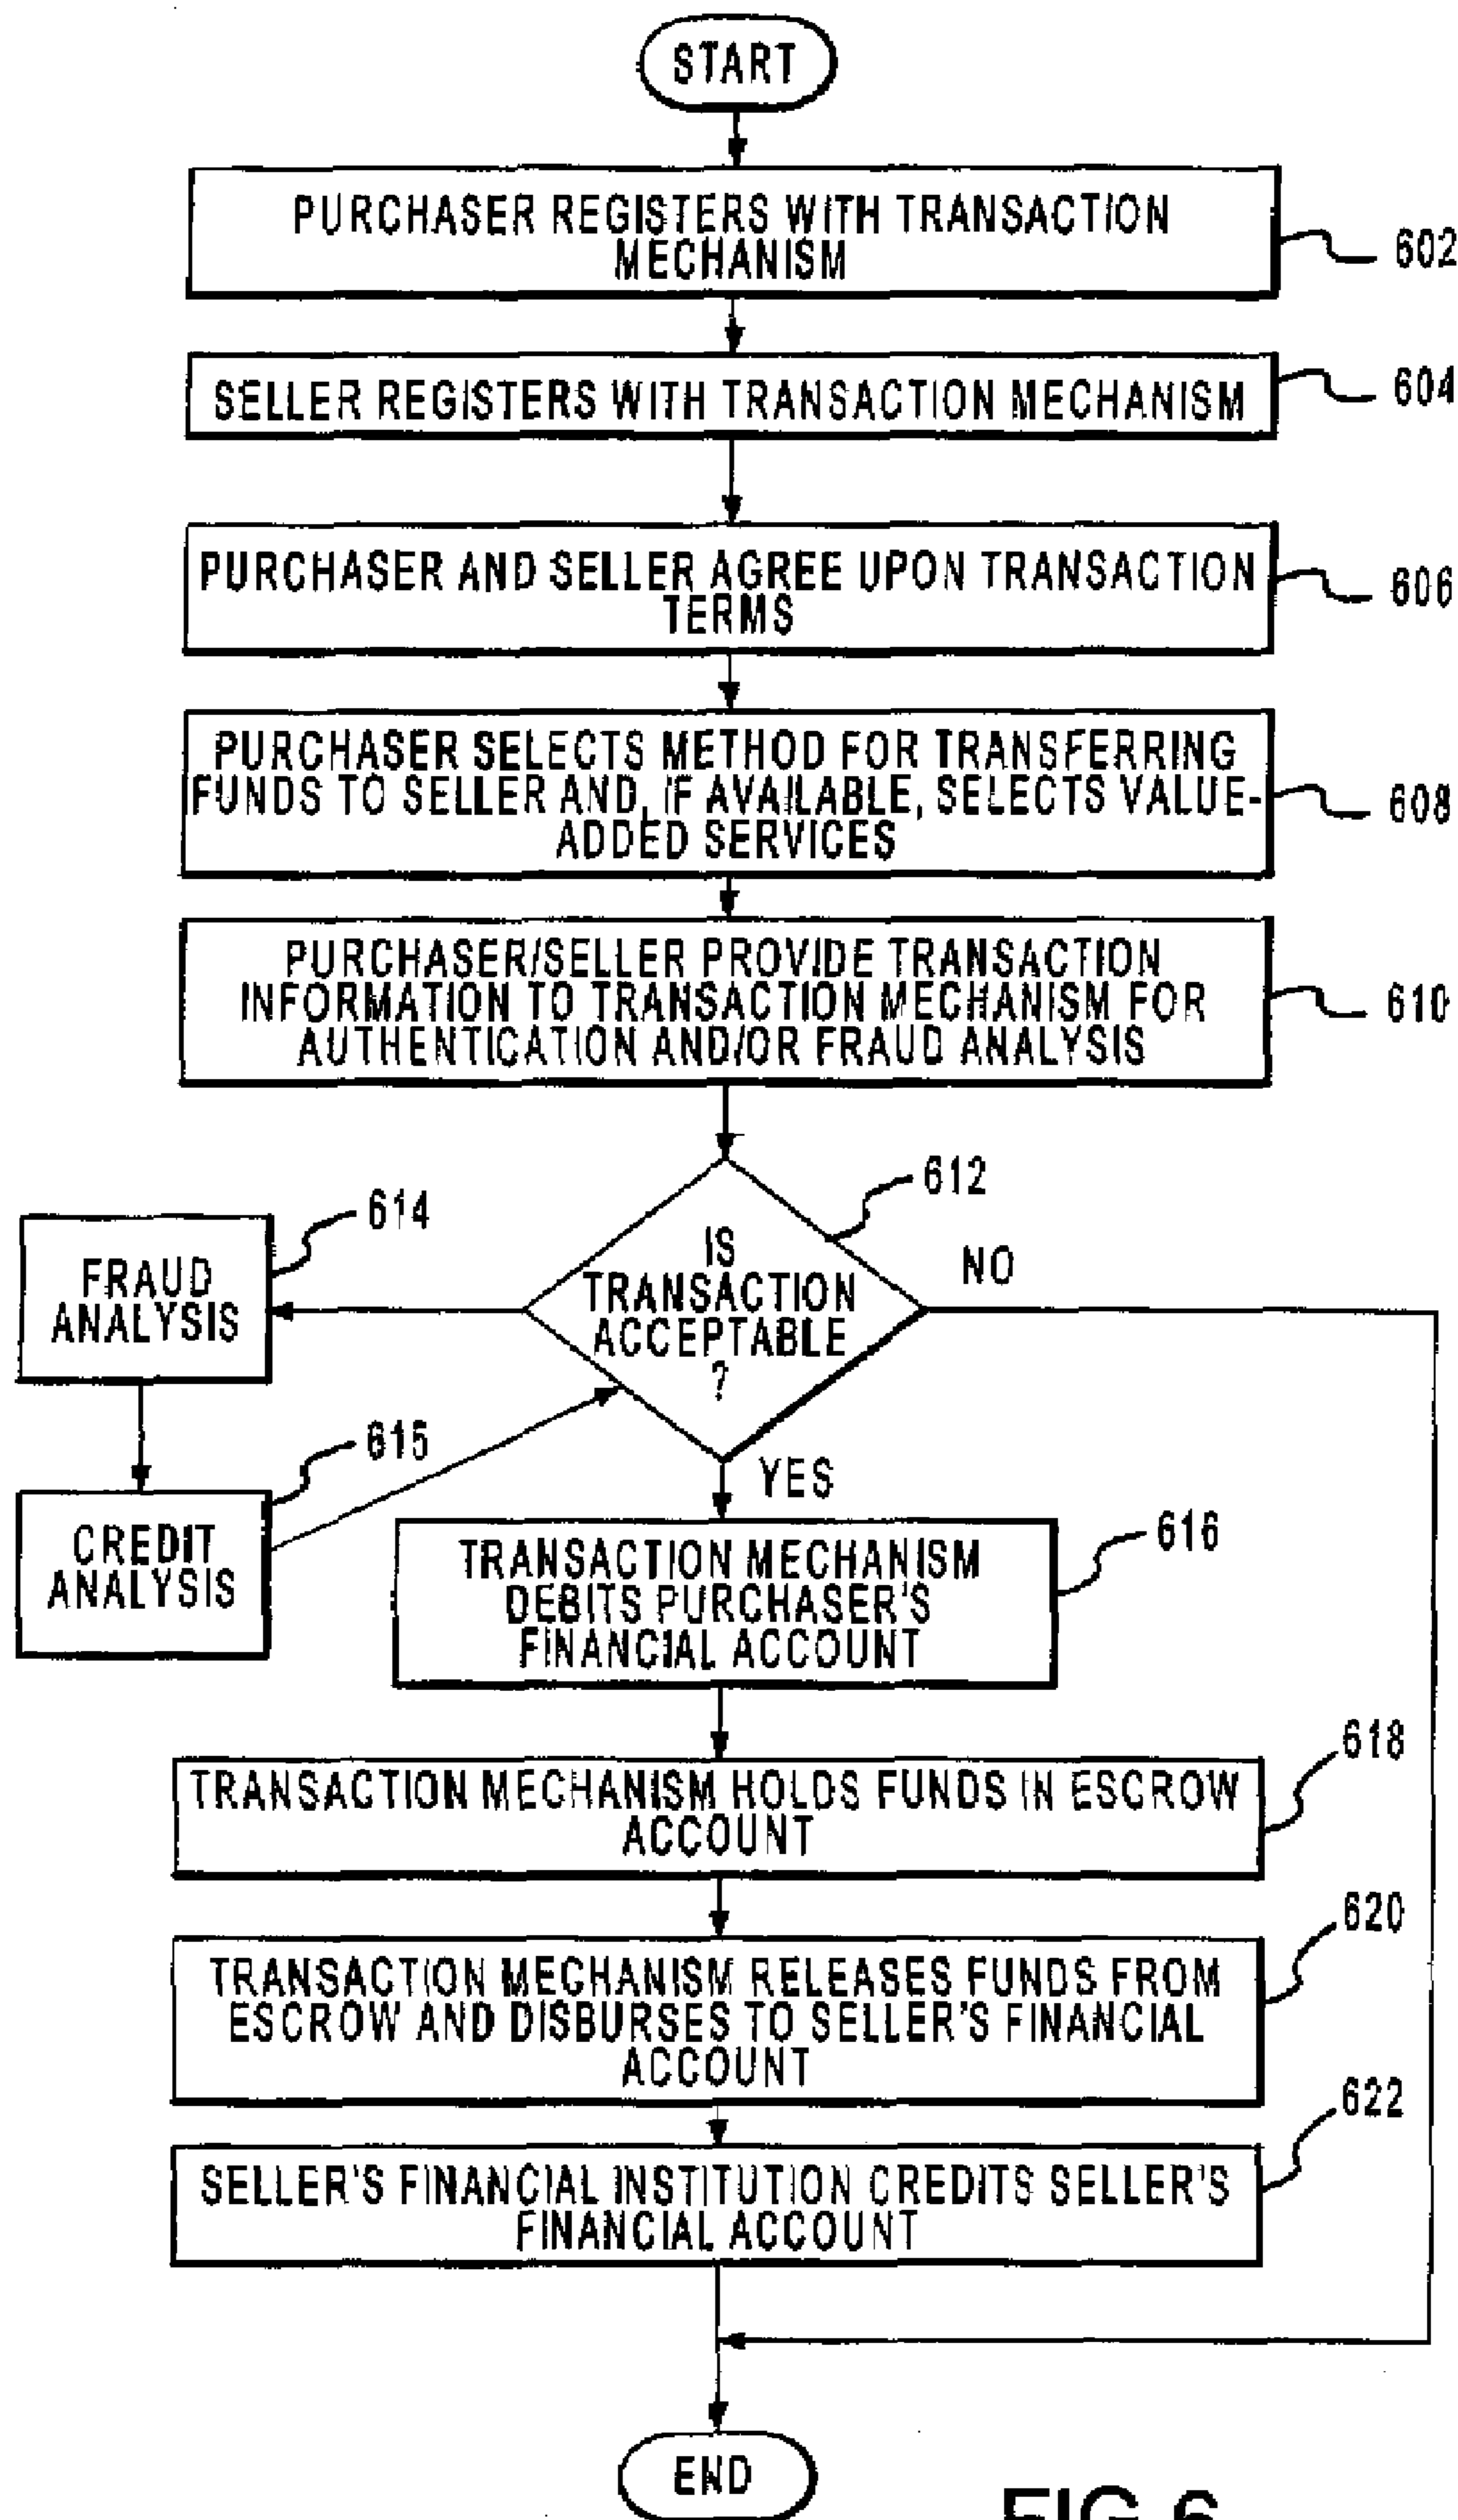 START
PURCHASER REGISTERS WITH TRANSACTION
MECHANISM
602
SELLER REGISTERS WITH TRANSACTION MECHANISM
604
PURCHASER AND SELLER AGREE UPON TRANSACTION
TERMS
606
PURCHASER SELECTS METHOD FOR TRANSFERRING
FUNDS TO SELLER AND, IF AVAILABLE, SELECTS VALUE-
ADDED SERVICES
608
PURCHASER/SELLER PROVIDE TRANSACTION
INFORMATION TO TRANSACTION MECHANISM FOR
AUTHENTICATION AND/OR FRAUD ANALYSIS
610
612
614
IS
TRANSACTION
ACCEPTABLE
?
NO
FRAUD
ANALYSIS
615
YES
CREDIT
ANALYSIS
616
TRANSACTION MECHANISM
DEBITS PURCHASER'S
FINANCIAL ACCOUNT
618
TRANSACTION MECHANISM HOLDS FUNDS IN ESCROW
ACCOUNT
620
TRANSACTION MECHANISM RELEASES FUNDS FROM
ESCROW AND DISBURSES TO SELLER'S FINANCIAL
ACCOUNT
622
SELLER'S FINANCIAL INSTITUTION CREDITS SELLER'S
FINANCIAL ACCOUNT
END
FIG.6